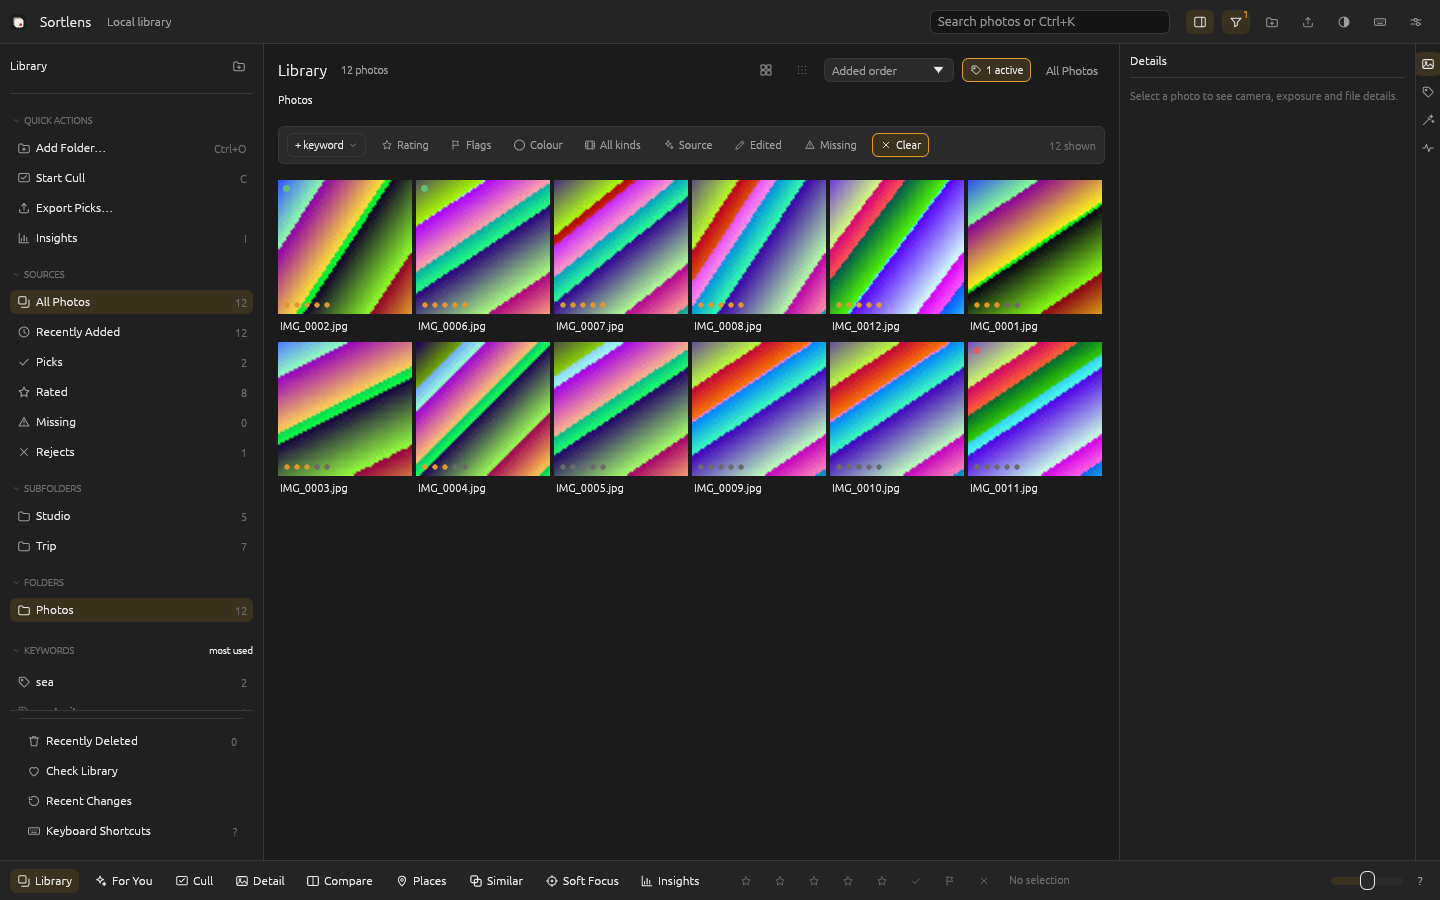 Sortlens Local library
Search photos or Ctrl+K
1
Library
QUICK ACTIONS
Add Folder... Ctrl+O
Start Cull C
Export Picks...
Insights I
SOURCES
All Photos 12
Recently Added 12
Picks 2
Rated 8
Missing 0
Rejects 1
SUBFOLDERS
Studio 5
Trip 7
FOLDERS
Photos 12
KEYWORDS most used
sea 2
Recently Deleted 0
Check Library
Recent Changes
Keyboard Shortcuts ?
Library 12 photos
Added order
1 active
All Photos
Photos
+ keyword Rating Flags Colour All kinds Source Edited Missing Clear 12 shown
IMG_0002.jpg IMG_0006.jpg IMG_0007.jpg IMG_0008.jpg IMG_0012.jpg IMG_0001.jpg
IMG_0003.jpg IMG_0004.jpg IMG_0005.jpg IMG_0009.jpg IMG_0010.jpg IMG_0011.jpg
Details
Select a photo to see camera, exposure and file details.
Library For You Cull Detail Compare Places Similar Soft Focus Insights No selection ?